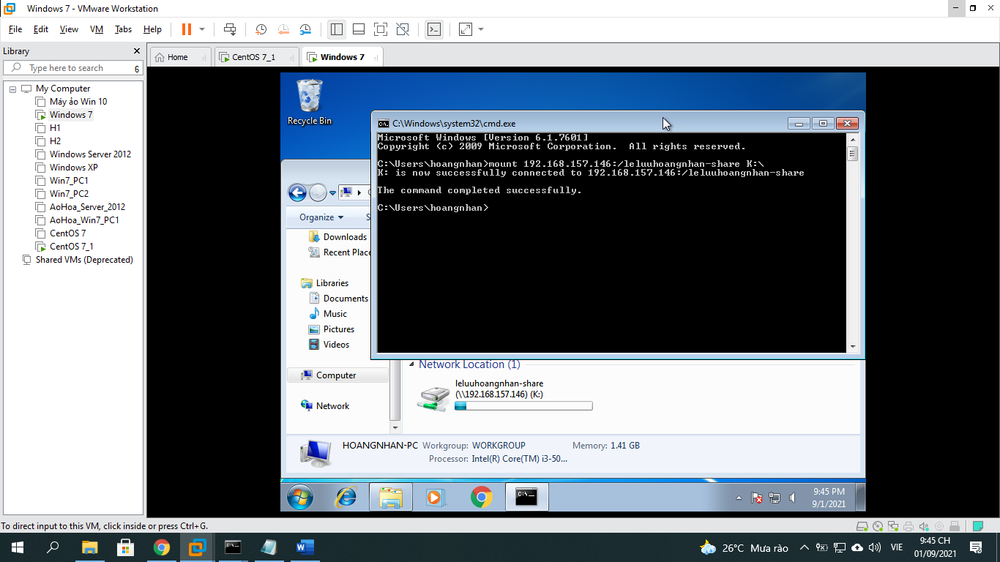 Windows 7 - VMware Workstation
File Edit View VM Tabs Help
Library
Type here to search 6
My Computer
Máy ảo Win 10
Windows 7
H1
H2
Windows Server 2012
Windows XP
Win7_PC1
Win7_PC2
AoHoa_Server_2012
AoHoa_Win7_PC1
CentOS 7
CentOS 7_1
Shared VMs (Deprecated)
Home CentOS 7_1 Windows 7
Recycle Bin
C:\Windows\system32\cmd.exe
Microsoft Windows [Version 6.1.7601]
Copyright (c) 2009 Microsoft Corporation. All rights reserved.
C:\Users\hoangnhan>mount 192.168.157.146:/leluuhoangnhan-share K:\
K: is now successfully connected to 192.168.157.146:/leluuhoangnhan-share
The command completed successfully.
C:\Users\hoangnhan>
Organize
Downloads
Recent Place
Libraries
Documents
Music
Pictures
Videos
Computer
Network
Network Location (1)
leluuhoangnhan-share
(\\192.168.157.146) (K:)
HOANGNHAN-PC Workgroup: WORKGROUP Memory: 1.41 GB
Processor: Intel(R) Core(TM) i3-50...
9:45 PM
9/1/2021
To direct input to this VM, click inside or press Ctrl+G.
26°C Mưa rào VIE
9:45 CH
01/09/2021